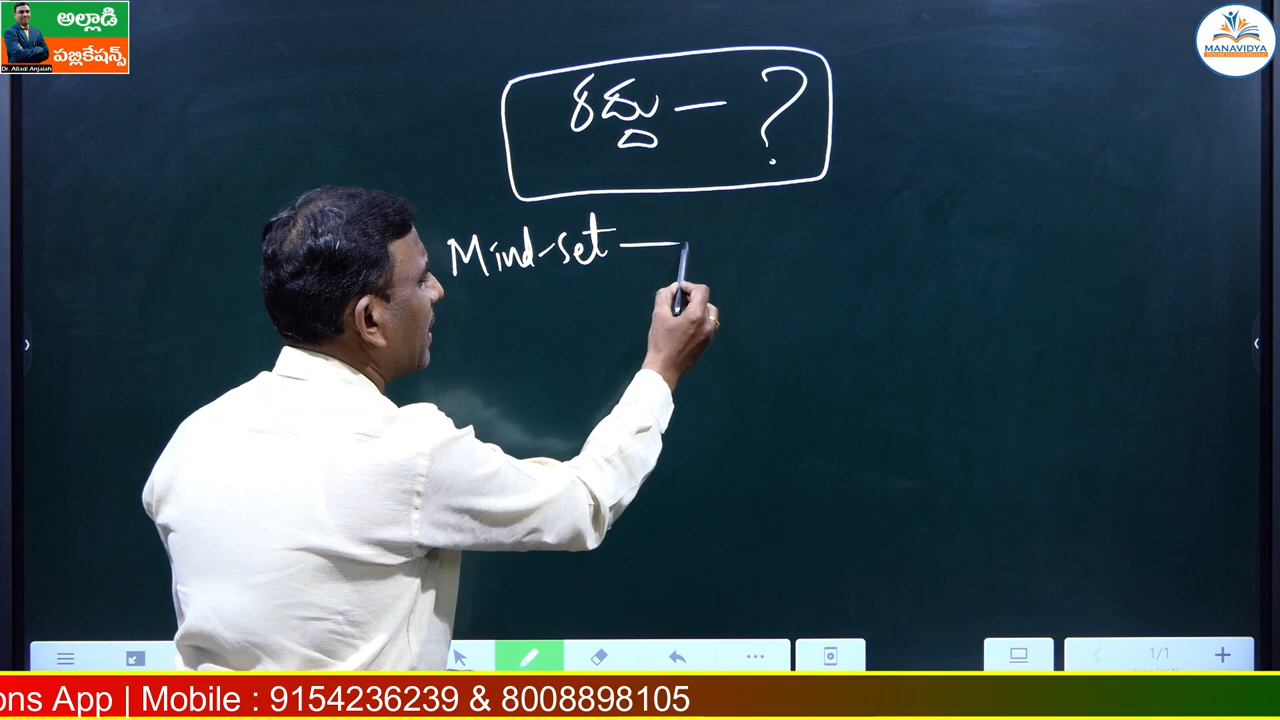 అల్లాడి
పబ్లికేషన్స్
Dr. Alladi Anjaiah
MANAVIDYA
రద్దు - ?
Mind-set -
1/1
ons App | Mobile : 9154236239 & 8008898105